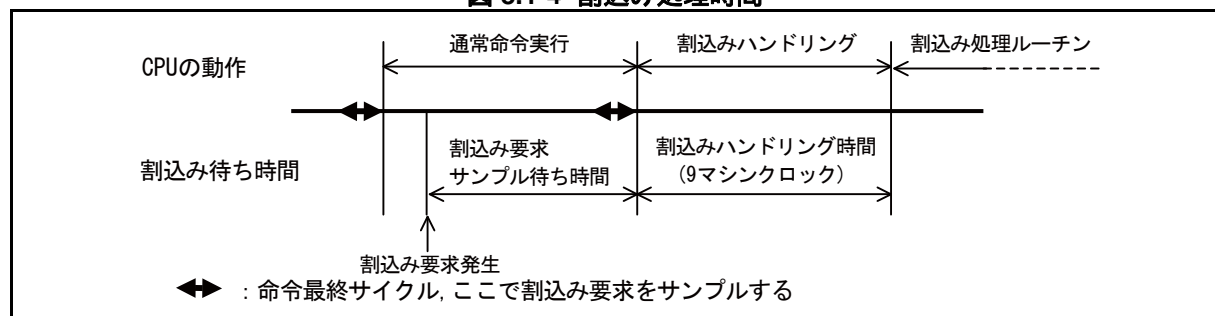 通常命令実行
割込みハンドリング
割込み処理ルーチン
CPUの動作
割込み待ち時間
割込み要求
サンプル待ち時間
割込みハンドリング時間
(9マシンクロック)
割込み要求発生
:命令最終サイクル, ここで割込み要求をサンプルする